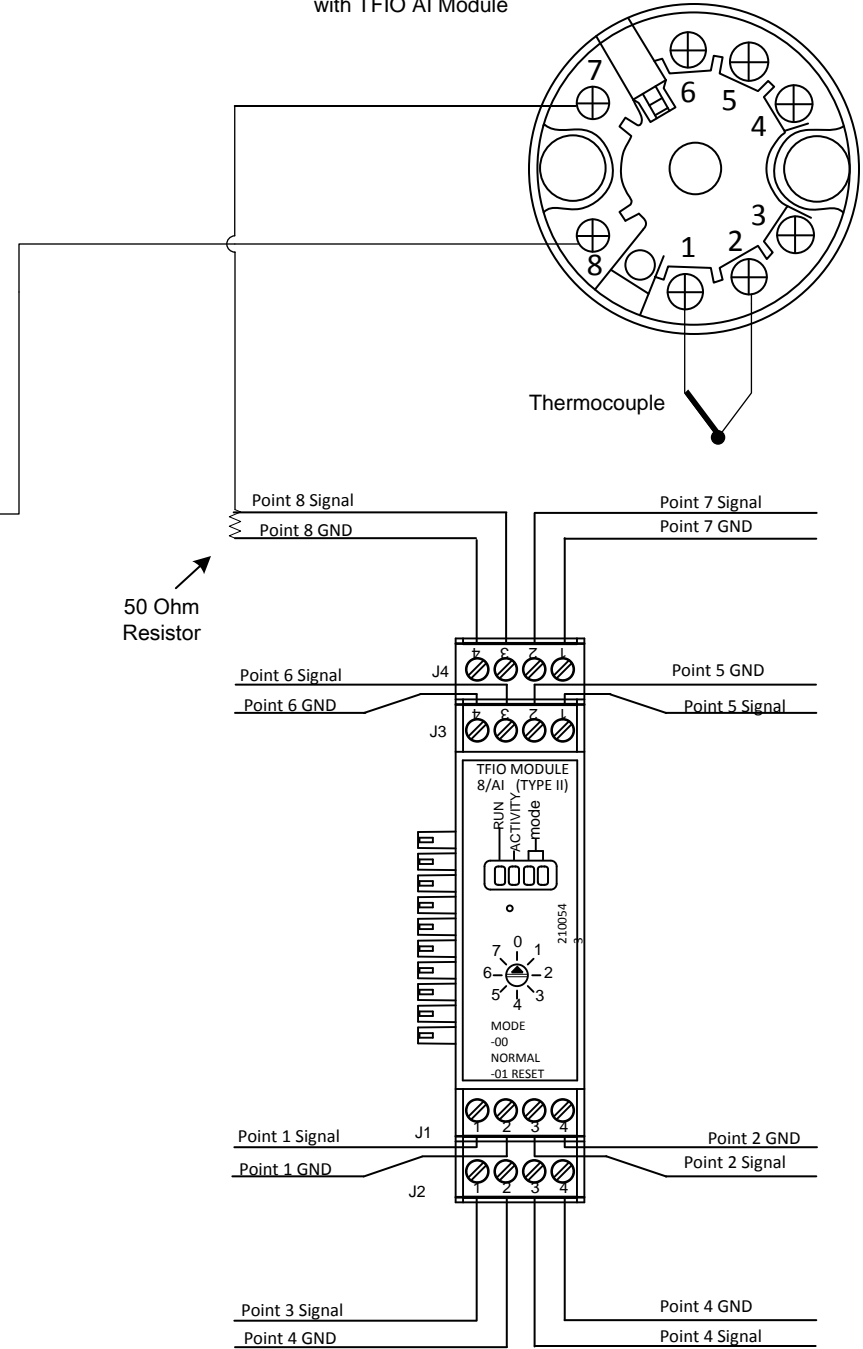 with TFIO AI Module
7
6
5
4
3
2
1
8
Thermocouple
Point 8 Signal
Point 8 GND
Point 7 Signal
Point 7 GND
50 Ohm
Resistor
4 3 2 1
Point 6 Signal
J4
Point 5 GND
Point 6 GND
4 3 2 1
Point 5 Signal
J3
TFIO MODULE
8/AI (TYPE II)
RUN
ACTIVITY
mode
210054
3
0
1
2
3
4
5
6
7
MODE
-00
NORMAL
-01 RESET
1 2 3 4
Point 1 Signal
J1
Point 2 GND
Point 1 GND
Point 2 Signal
J2
1 2 3 4
Point 3 Signal
Point 4 GND
Point 4 GND
Point 4 Signal